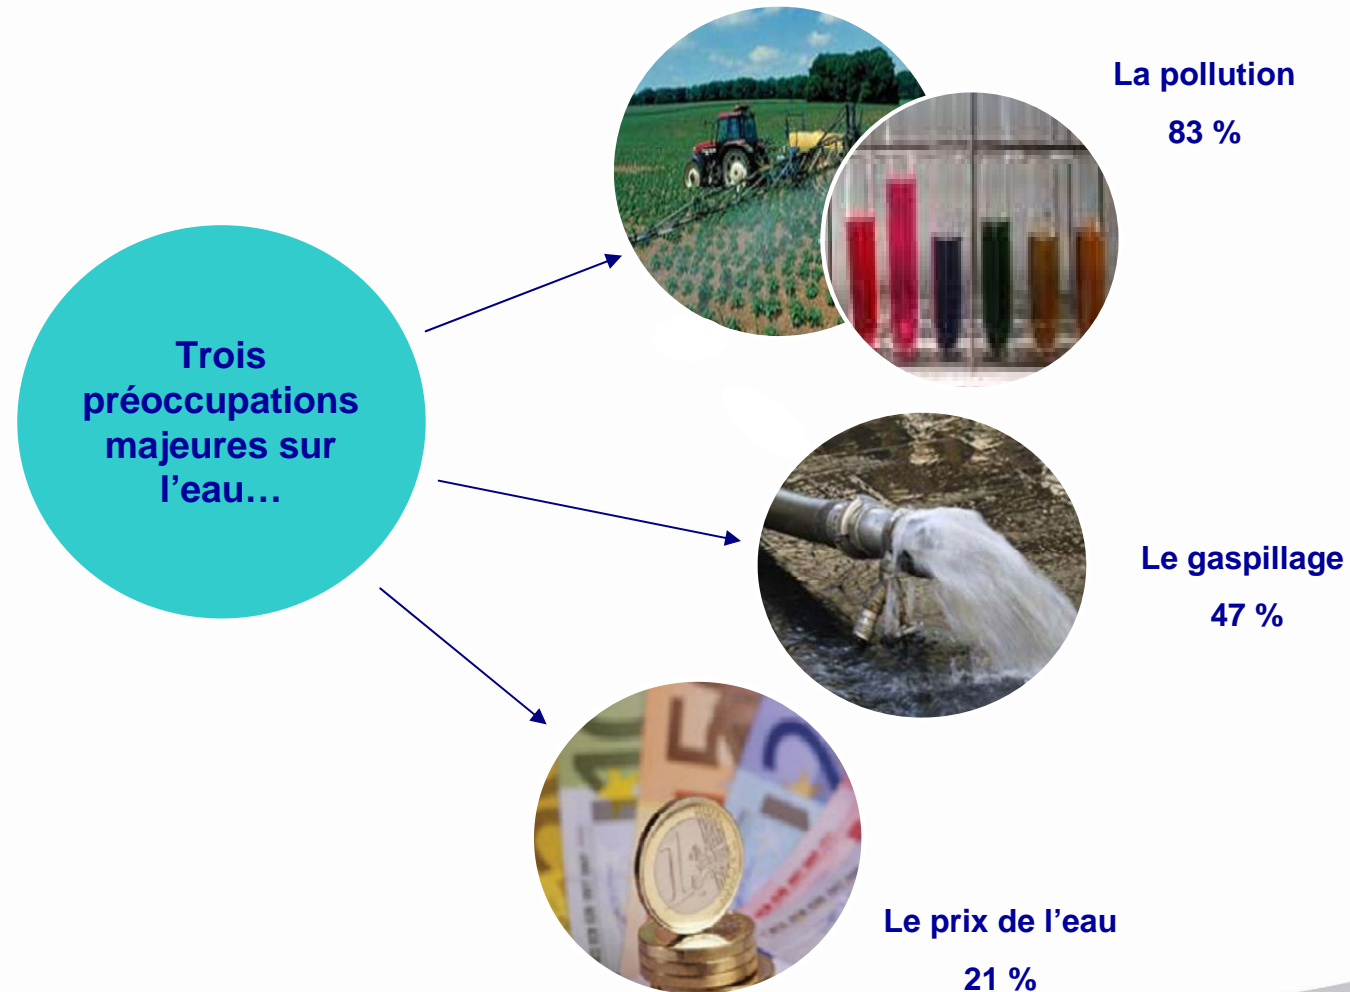 La pollution
83 %
Trois
préoccupations
majeures sur
l’eau…
Le gaspillage
47 %
Le prix de l’eau
21 %